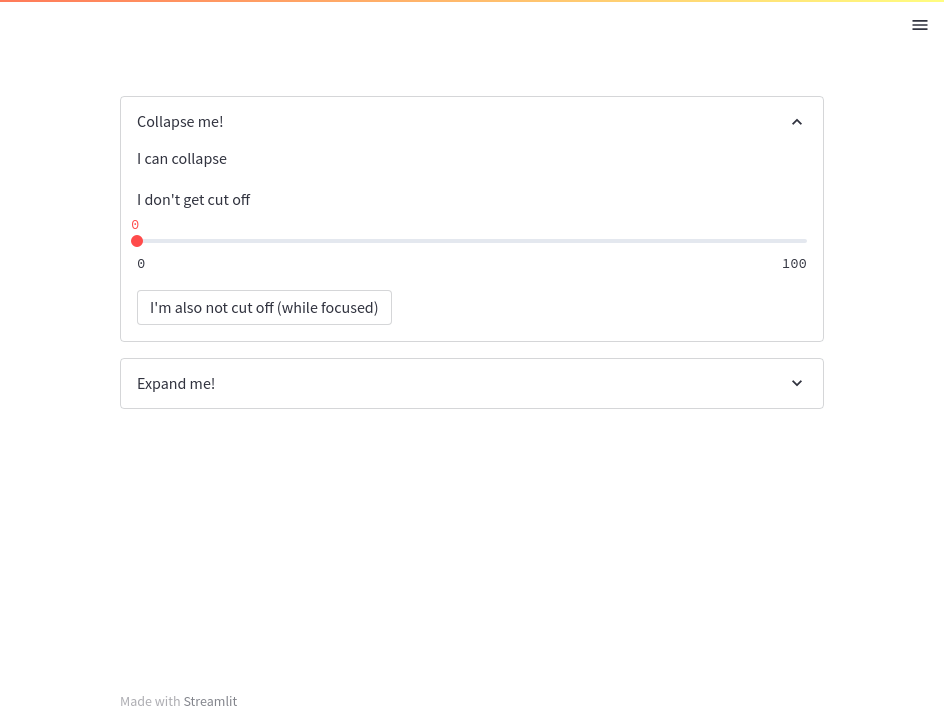 Collapse me!
I can collapse
I don't get cut off
0
0 100
I'm also not cut off (while focused)
Expand me!
Made with Streamlit